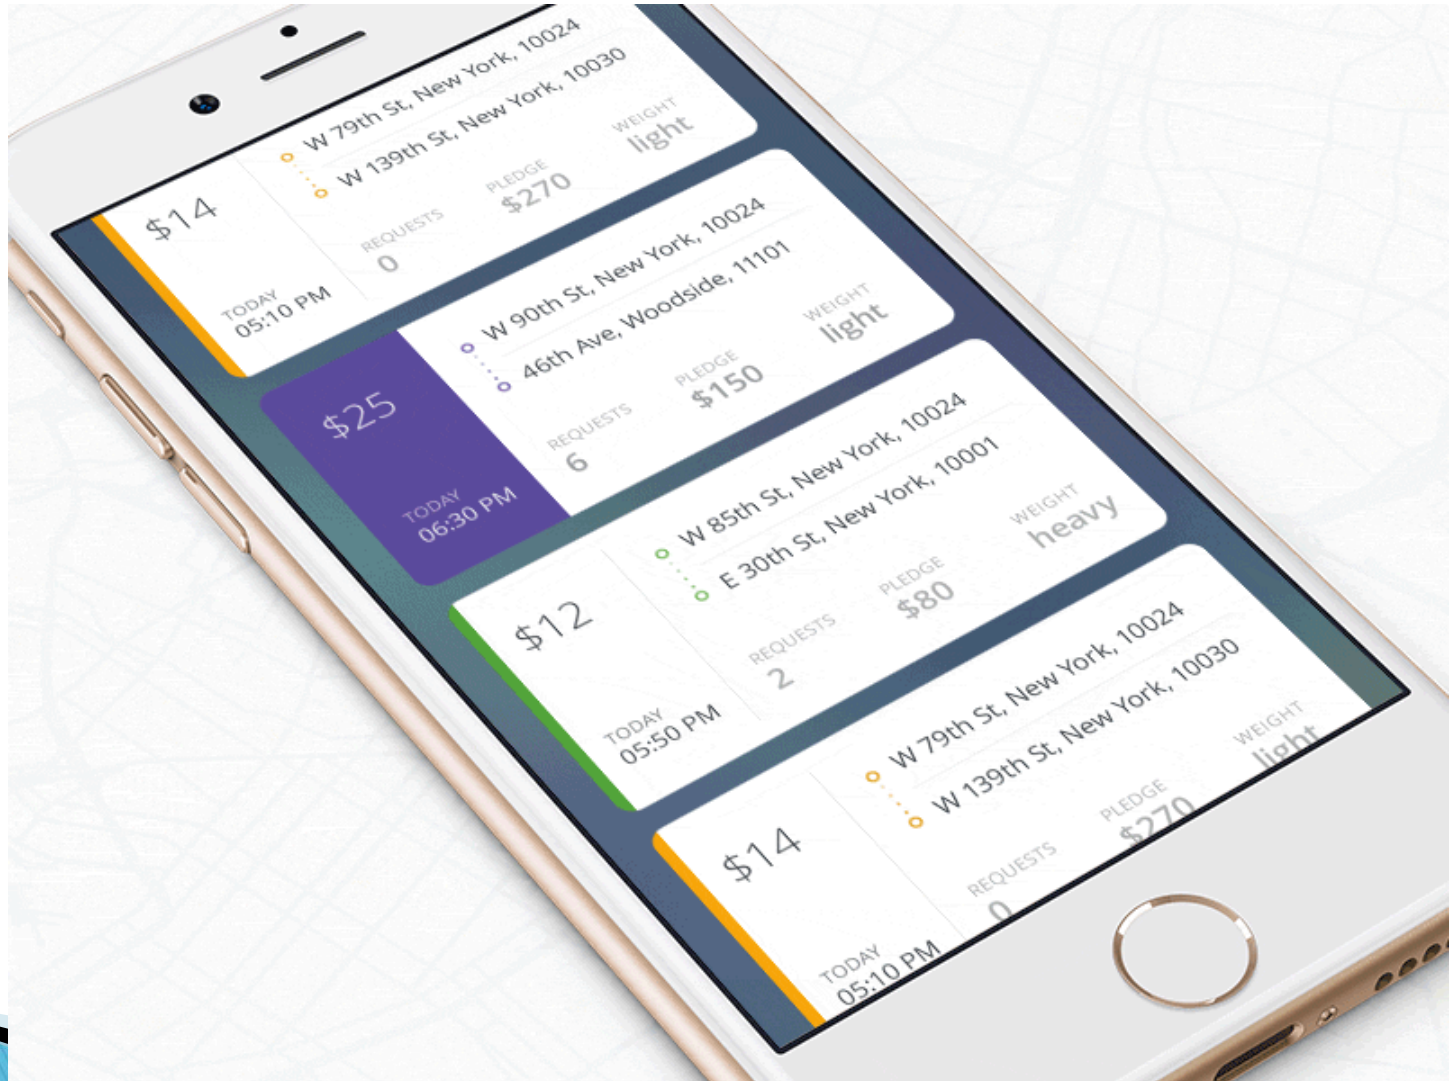 W 79th St, New York, 10024
W 139th St, New York, 10030
$14
TODAY
05:10 PM
REQUESTS
0
PLEDGE
$270
WEIGHT
light
W 90th St, New York, 10024
46th Ave, Woodside, 11101
$25
TODAY
06:30 PM
REQUESTS
6
PLEDGE
$150
WEIGHT
light
W 85th St, New York, 10024
E 30th St, New York, 10001
$12
TODAY
05:50 PM
REQUESTS
2
PLEDGE
$80
WEIGHT
heavy
W 79th St, New York, 10024
W 139th St, New York, 10030
$14
TODAY
05:10 PM
REQUESTS
0
PLEDGE
$270
WEIGHT
light